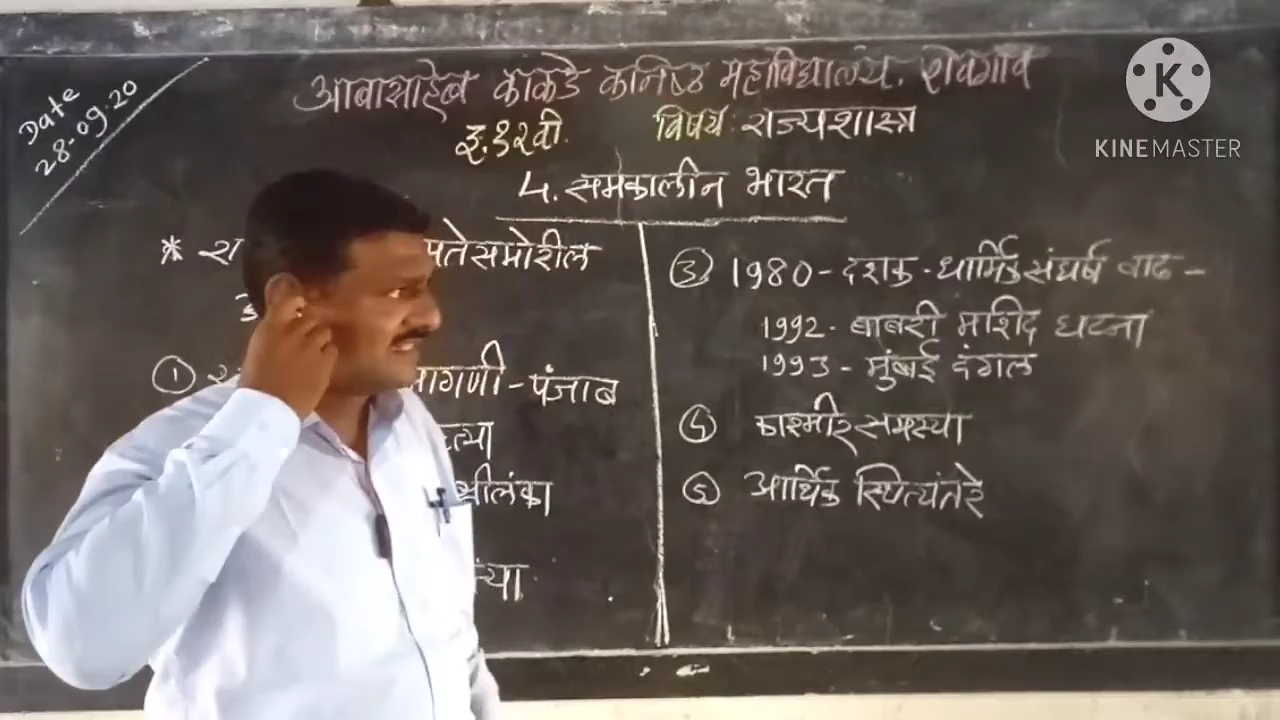 Date
28-09-20
आबासाहेब काकडे कनिष्ठ महाविद्यालय. शेवगाव
इ.१२वी. विषय: राज्यशास्त्र
५. समकालीन भारत
* रा पतेसमोरील
① मागणी - पंजाब
त्या
श्रीलंका
न्या.
③ 1980 - दशक - धार्मिक संघर्ष वाढ -
1992 - बाबरी मशिद घटना
1993 - मुंबई दंगल
④ काश्मीर समस्या
⑤ आर्थिक स्थित्यंतरे
K
KINEMASTER